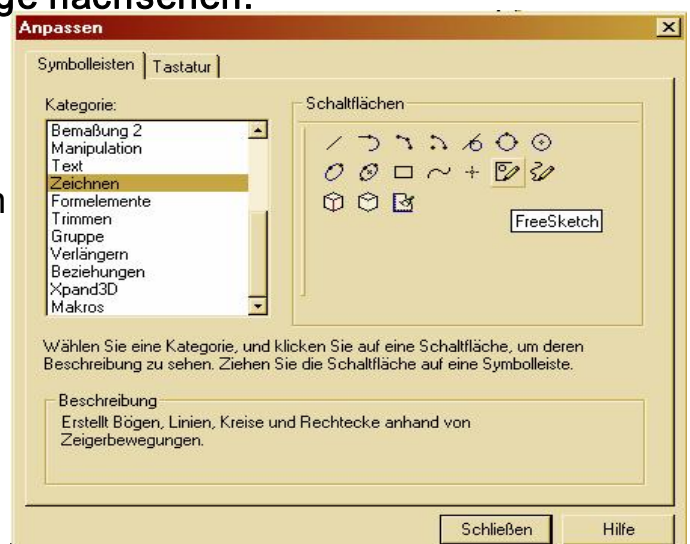 ge nachsehen.
Anpassen
Symbolleisten
Tastatur
Kategorie:
Bemaßung 2
Manipulation
Text
Zeichnen
Formelemente
Trimmen
Gruppe
Verlängern
Beziehungen
Xpand3D
Makros
Schaltflächen
FreeSketch
n
Wählen Sie eine Kategorie, und klicken Sie auf eine Schaltfläche, um deren
Beschreibung zu sehen. Ziehen Sie die Schaltfläche auf eine Symbolleiste.
Beschreibung
Erstellt Bögen, Linien, Kreise und Rechtecke anhand von
Zeigerbewegungen.
Schließen
Hilfe